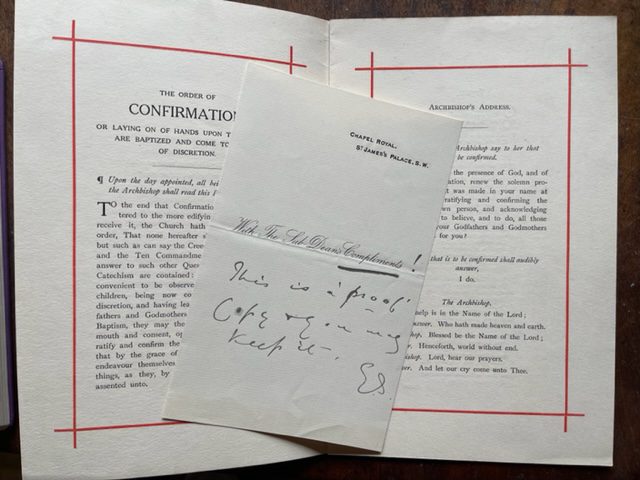 THE ORDER OF
CONFIRMATION
OR LAYING ON OF HANDS UPON T
ARE BAPTIZED AND COME TO
OF DISCRETION.
¶ Upon the day appointed, all bei
the Archbishop shall read this P
TO the end that Confirmatio
tered to the more edifyin
receive it, the Church hath
order, That none hereafter s
but such as can say the Cree
and the Ten Commandme
answer to such other Ques
Catechism are contained:
convenient to be observe
children, being now co
discretion, and having lea
fathers and Godmothers
Baptism, they may the
mouth and consent, op
ratify and confirm the
that by the grace of
endeavour themselves
things, as they, by
assented unto.
CHAPEL ROYAL,
ST JAMES'S PALACE, S.W.
With The Sub-Dean's Compliments!
This is a 'proof'
Copy & you may
keep it.
ES
ARCHBISHOP'S ADDRESS.
Archbishop say to her that
be confirmed.
the presence of God, and of
ation, renew the solemn pro-
t was made in your name at
ratifying and confirming the
wn person, and acknowledging
to believe, and to do, all those
your Godfathers and Godmothers
for you?
that is to be confirmed shall audibly
answer,
I do.
The Archbishop.
help is in the Name of the Lord;
nswer. Who hath made heaven and earth.
bishop. Blessed be the Name of the Lord;
r. Henceforth, world without end.
shop. Lord, hear our prayers.
er. And let our cry come unto Thee.